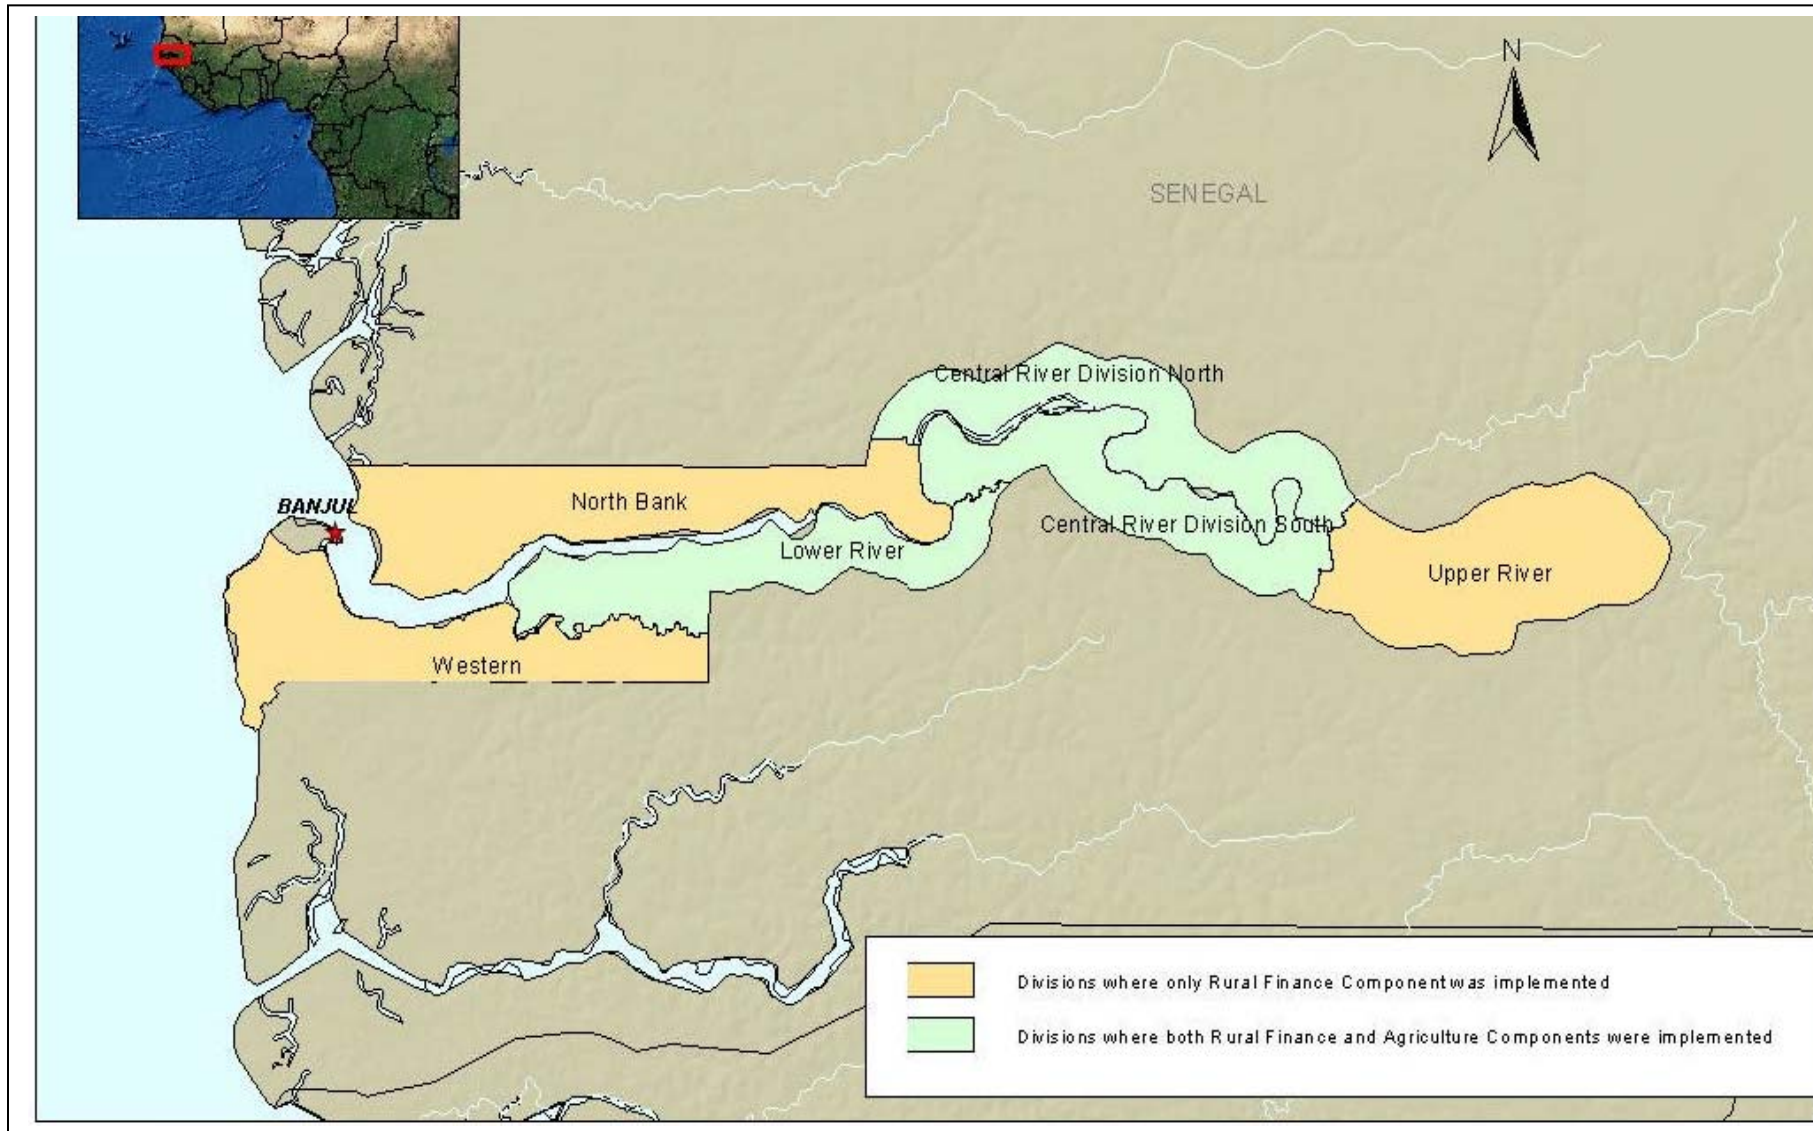 N
SENEGAL
Central River Division North
BANJUL
North Bank
Central River Division South
Lower River
Upper River
Western
Divisions where only Rural Finance Component was implemented
Divisions where both Rural Finance and Agriculture Components were implemented